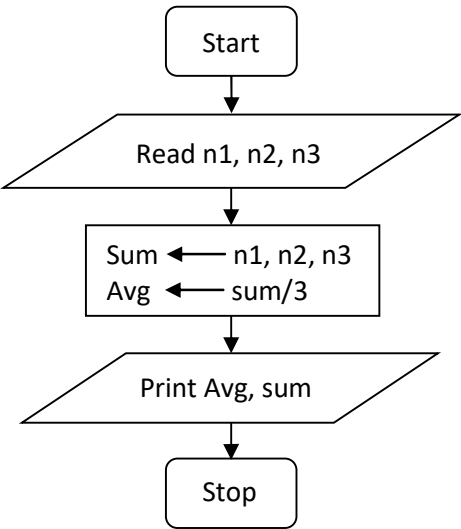 Start
Read n1, n2, n3
Sum ← n1, n2, n3
Avg ← sum/3
Print Avg, sum
Stop